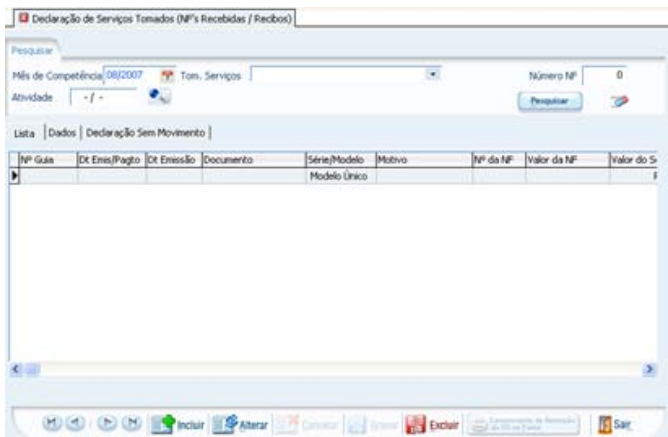 Declaração de Serviços Tomados (NF's Recebidas / Recibos)
Pesquisar
Mês de Competência 08/2007 Tom. Serviços Número NF 0
Atividade - / - Pesquisar
Lista Dados Declaração Sem Movimento
Nº Guia Dt Emis/Pagto Dt Emissão Documento Série/Modelo Motivo Nº da NF Valor da NF Valor do S
Modelo Único
Incluir Alterar Cancelar Gravar Excluir Sair